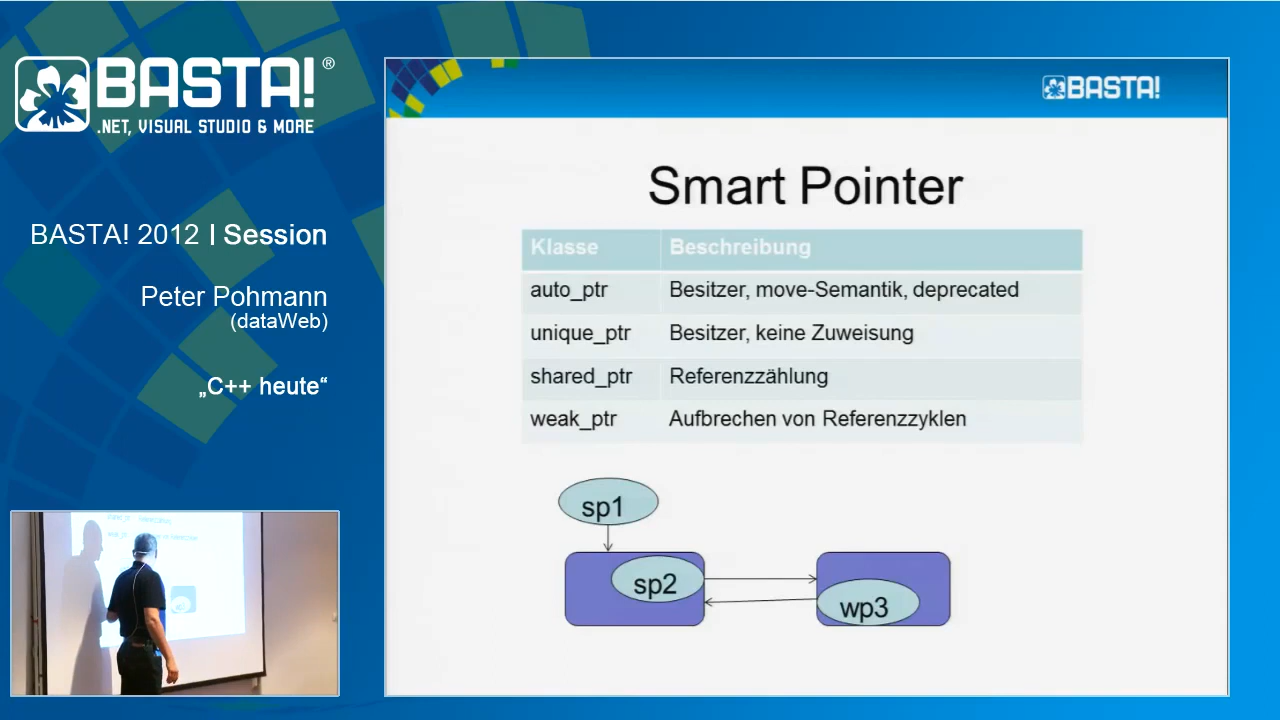 BASTA!®
.NET, VISUAL STUDIO & MORE
BASTA! 2012 | Session
Peter Pohmann
(dataWeb)
„C++ heute“
BASTA!
Smart Pointer
Klasse Beschreibung
auto_ptr Besitzer, move-Semantik, deprecated
unique_ptr Besitzer, keine Zuweisung
shared_ptr Referenzzählung
weak_ptr Aufbrechen von Referenzzyklen
sp1
sp2
wp3